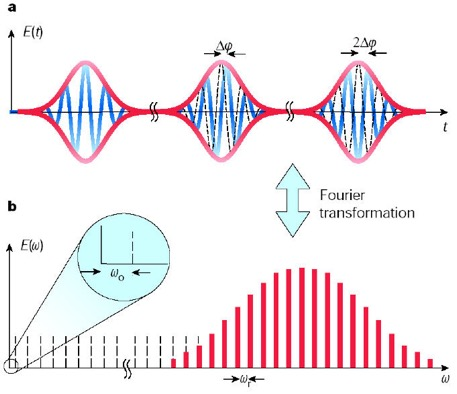 a
E(t)
Δφ
2Δφ
t
Fourier
transformation
b
E(ω)
ωo
ωr
ω